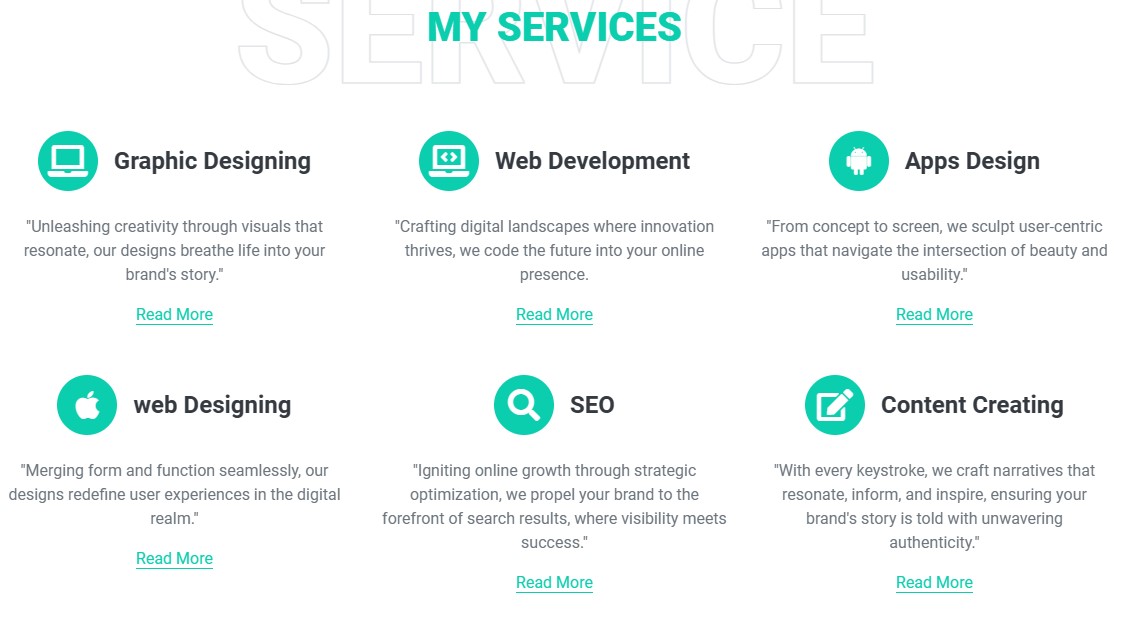 SERVICE
MY SERVICES
Graphic Designing
"Unleashing creativity through visuals that
resonate, our designs breathe life into your
brand's story."
Read More
Web Development
"Crafting digital landscapes where innovation
thrives, we code the future into your online
presence.
Read More
Apps Design
"From concept to screen, we sculpt user-centric
apps that navigate the intersection of beauty and
usability."
Read More
web Designing
"Merging form and function seamlessly, our
designs redefine user experiences in the digital
realm."
Read More
SEO
"Igniting online growth through strategic
optimization, we propel your brand to the
forefront of search results, where visibility meets
success."
Read More
Content Creating
"With every keystroke, we craft narratives that
resonate, inform, and inspire, ensuring your
brand's story is told with unwavering
authenticity."
Read More